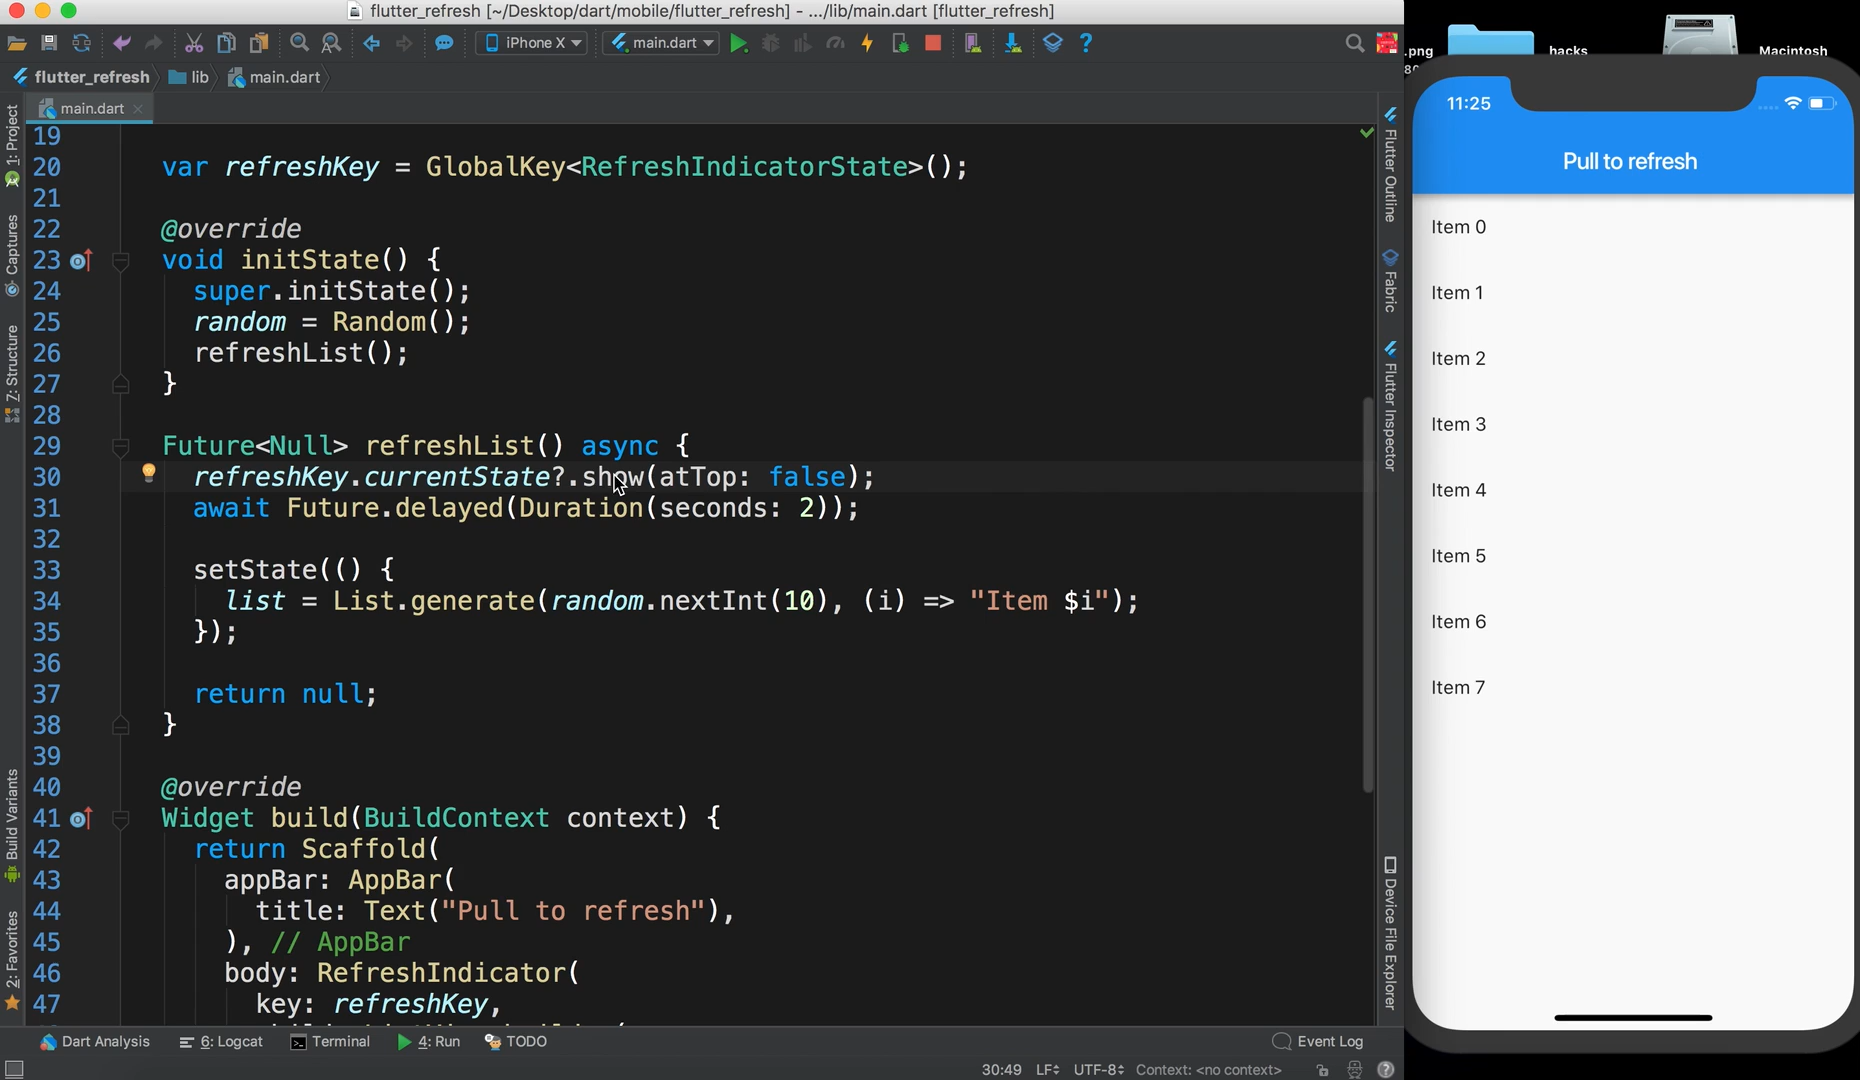 flutter_refresh [~/Desktop/dart/mobile/flutter_refresh] - .../lib/main.dart [flutter_refresh]
iPhone X
main.dart
flutter_refresh
lib
main.dart
main.dart
19
20 var refreshKey = GlobalKey<RefreshIndicatorState>();
21
22 @override
23 void initState() {
24 super.initState();
25 random = Random();
26 refreshList();
27 }
28
29 Future<Null> refreshList() async {
30 refreshKey.currentState?.show(atTop: false);
31 await Future.delayed(Duration(seconds: 2));
32
33 setState(() {
34 list = List.generate(random.nextInt(10), (i) => "Item $i");
35 });
36
37 return null;
38 }
39
40 @override
41 Widget build(BuildContext context) {
42 return Scaffold(
43 appBar: AppBar(
44 title: Text("Pull to refresh"),
45 ), // AppBar
46 body: RefreshIndicator(
47 key: refreshKey,
1: Project
Captures
7: Structure
Build Variants
2: Favorites
Flutter Outline
Fabric
Flutter Inspector
Device File Explorer
Dart Analysis
6: Logcat
Terminal
4: Run
TODO
Event Log
30:49
LF
UTF-8
Context: <no context>
.png
hacks
Macintosh
11:25
Pull to refresh
Item 0
Item 1
Item 2
Item 3
Item 4
Item 5
Item 6
Item 7